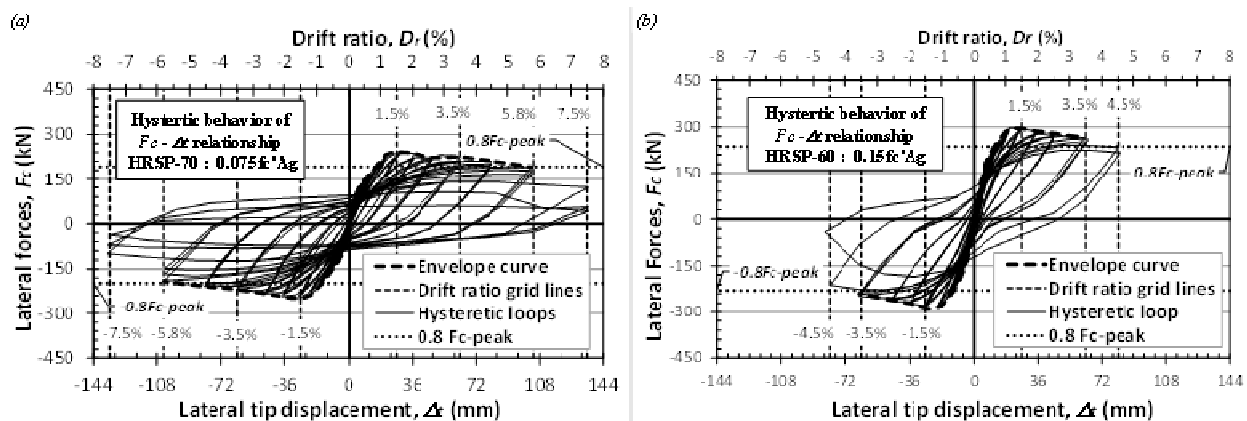 (a)
Drift ratio, Dr (%)
-8 -7 -6 -5 -4 -3 -2 -1 0 1 2 3 4 5 6 7 8
450
300
150
0
-150
-300
-450
Lateral forces, Fc (kN)
Hystertic behavior of
Fc - Δt relationship
HRSP-70 : 0.075fc'Ag
1.5% 3.5% 5.8% 7.5%
0.8Fc-peak
-0.8Fc-peak
-7.5% -5.8% -3.5% -1.5%
Envelope curve
Drift ratio grid lines
Hysteretic loops
0.8 Fc-peak
-144 -108 -72 -36 0 36 72 108 144
Lateral tip displacement, Δt (mm)
(b)
Drift ratio, Dr (%)
-8 -7 -6 -5 -4 -3 -2 -1 0 1 2 3 4 5 6 7 8
450
300
150
0
-150
-300
-450
Lateral Forces, Fc (kN)
Hystertic behavior of
Fc - Δt relationship
HRSP-60 : 0.15fc'Ag
1.5% 3.5% 4.5%
0.8Fc-peak
-0.8Fc-peak
-4.5% -3.5% -1.5%
Envelope curve
Drift ratio grid lines
Hysteretic loop
0.8 Fc-peak
-144 -108 -72 -36 0 36 72 108 144
Lateral tip displacement, Δt (mm)